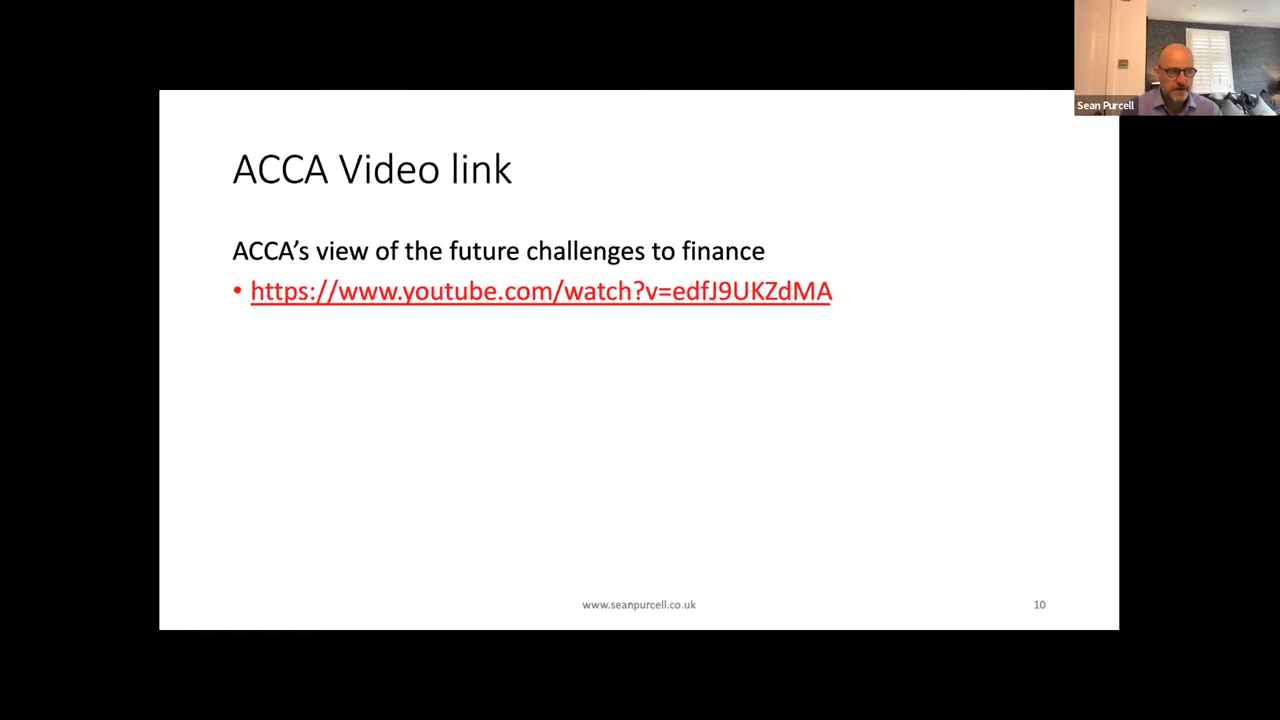 Sean Purcell
ACCA Video link
ACCA’s view of the future challenges to finance
• https://www.youtube.com/watch?v=edfJ9UKZdMA
www.seanpurcell.co.uk
10